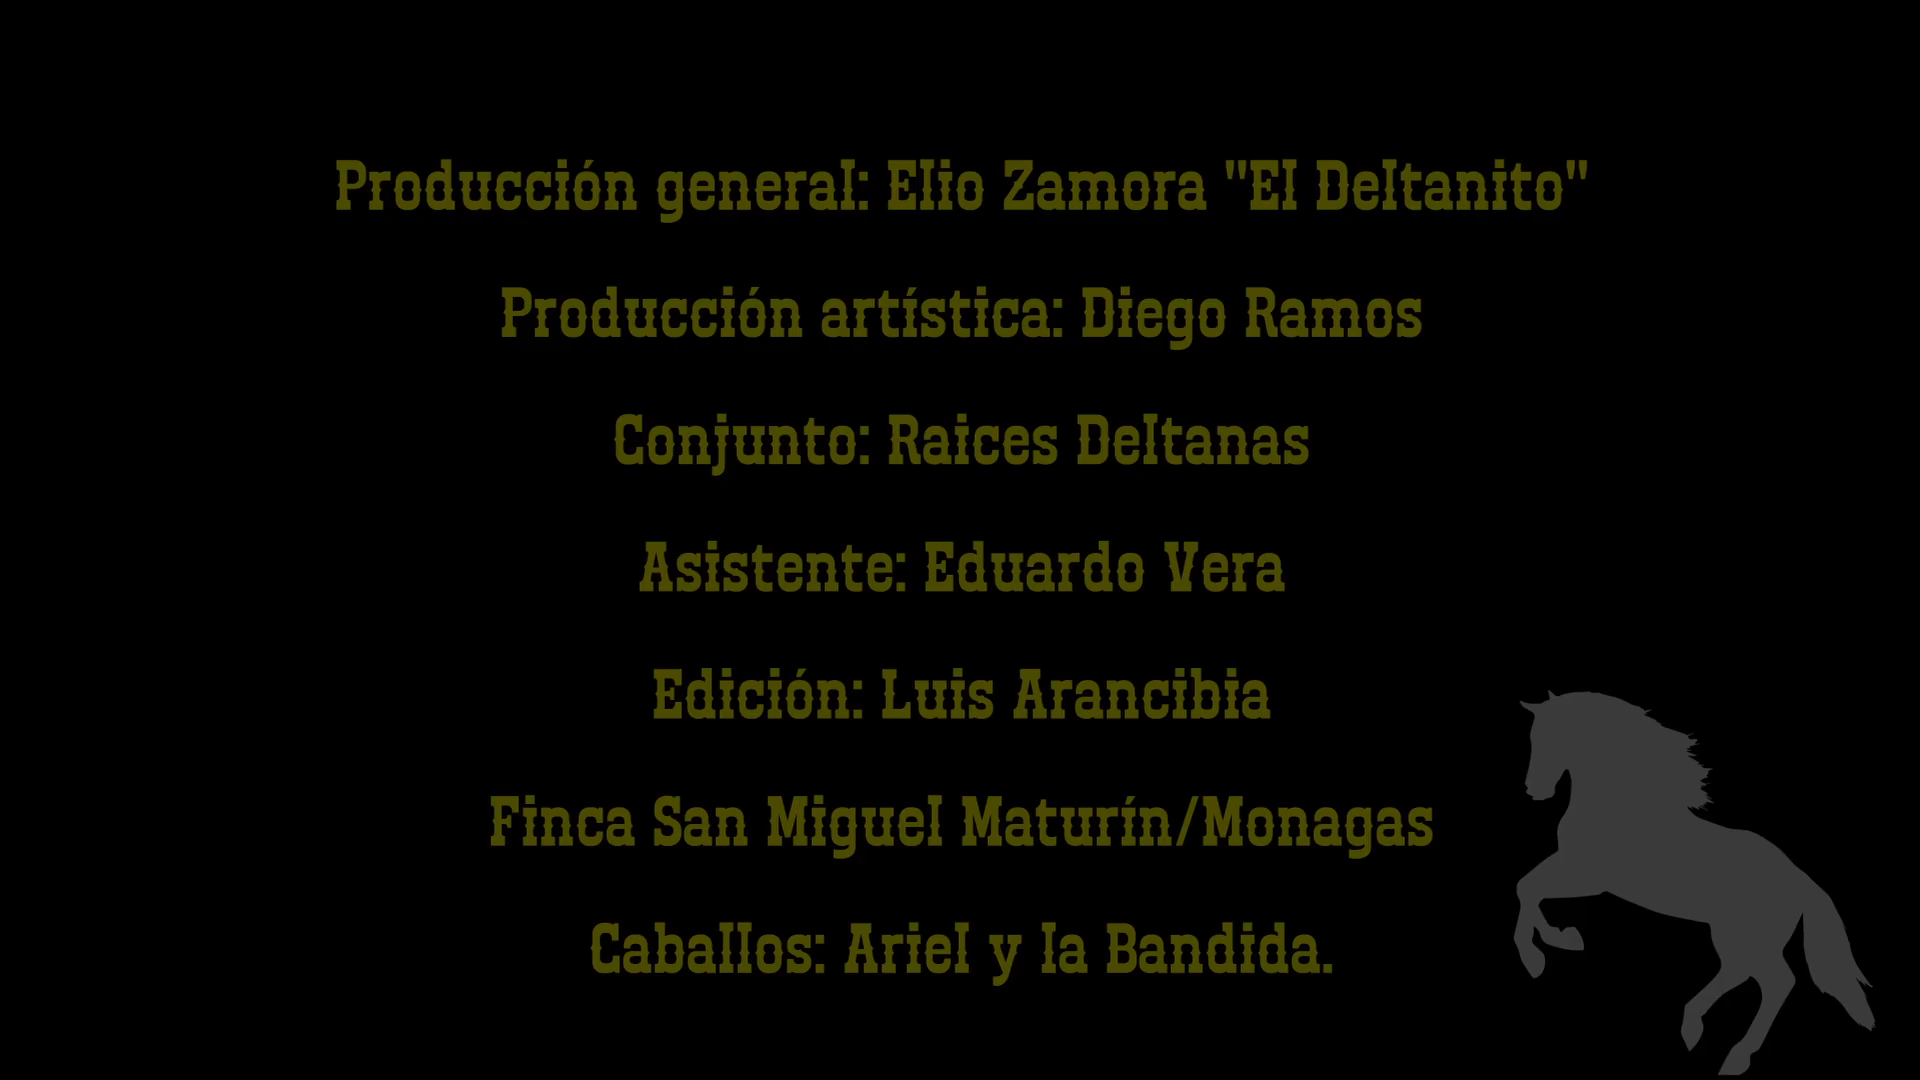 Producción general: Elio Zamora "El Deltanito"
Producción artística: Diego Ramos
Conjunto: Raices Deltanas
Asistente: Eduardo Vera
Edición: Luis Arancibia
Finca San Miguel Maturín/Monagas
Caballos: Ariel y la Bandida.